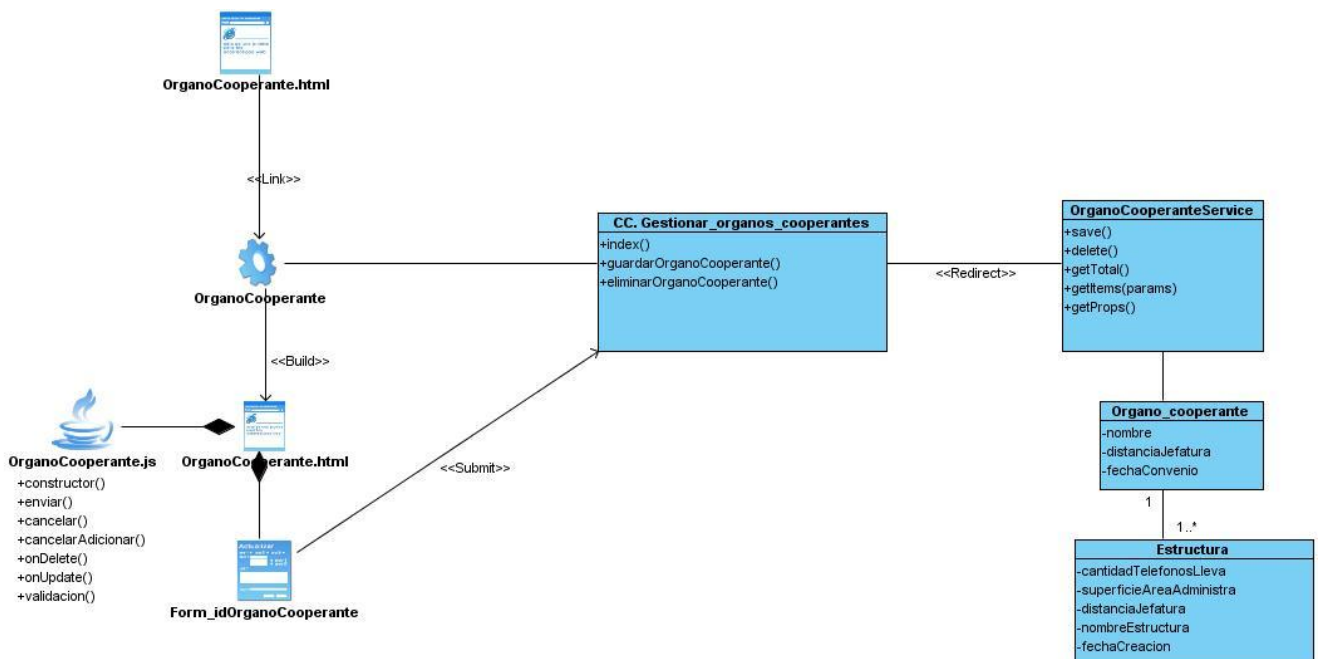 OrganoCooperante.html
<<Link>>
OrganoCooperante
<<Build>>
OrganoCooperante.js
+constructor()
+enviar()
+cancelar()
+cancelarAdicionar()
+onDelete()
+onUpdate()
+validacion()
OrganoCooperante.html
Form_idOrganoCooperante
<<Submit>>
CC. Gestionar_organos_cooperantes
+index()
+guardarOrganoCooperante()
+eliminarOrganoCooperante()
<<Redirect>>
OrganoCooperanteService
+save()
+delete()
+getTotal()
+getItems(params)
+getProps()
Organo_cooperante
-nombre
-distanciaJefatura
-fechaConvenio
1
1..*
Estructura
-cantidadTelefonosLleva
-superficieAreaAdministra
-distanciaJefatura
-nombreEstructura
-fechaCreacion